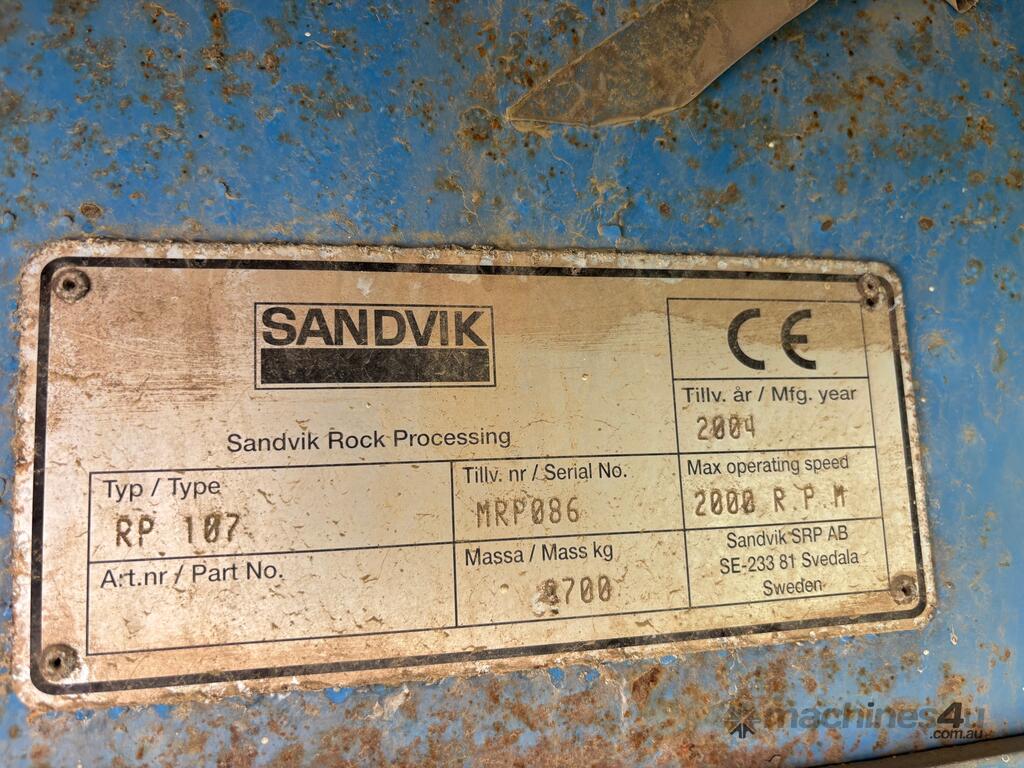 SANDVIK
CE
Sandvik Rock Processing
Tillv. år / Mfg. year
2004
Typ / Type
RP 107
Tillv. nr / Serial No.
MRP086
Max operating speed
2000 R.P.M
A:t.nr / Part No.
Massa / Mass kg
Sandvik SRP AB
SE-233 81 Svedala
Sweden
machines4u
.com.au